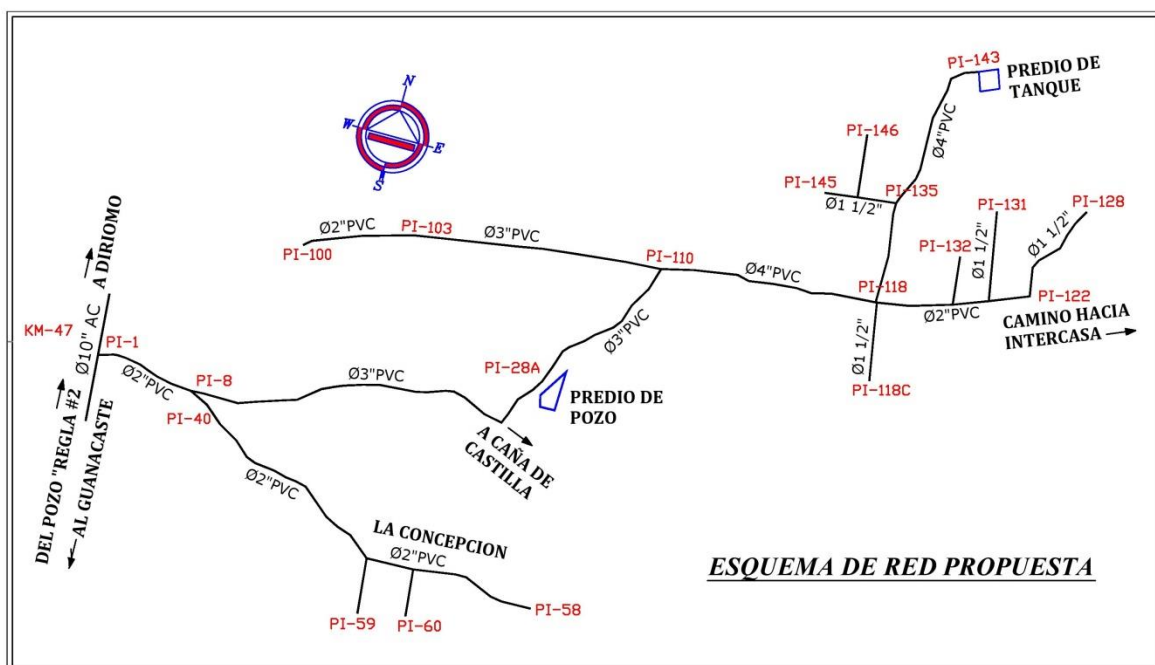 PI-143
PREDIO DE
TANQUE
N
W
E
S
Ø4"PVC
PI-146
PI-145
PI-135
Ø1 1/2"
PI-131
PI-128
Ø1 1/2"
Ø1 1/2"
PI-132
PI-103
Ø2"PVC
Ø3"PVC
PI-100
PI-110
Ø4"PVC
PI-118
PI-122
Ø2"PVC
CAMINO HACIA
INTERCASA
A DIRIOMO
KM-47
Ø10" AC
PI-1
Ø2"PVC
PI-8
Ø3"PVC
PI-28A
Ø3"PVC
Ø1 1/2"
PI-118C
PREDIO DE
POZO
PI-40
A CAÑA DE
CASTILLA
DEL POZO "REGLA #2
AL GUANACASTE
Ø2"PVC
LA CONCEPCION
Ø2"PVC
PI-59
PI-60
PI-58
ESQUEMA DE RED PROPUESTA